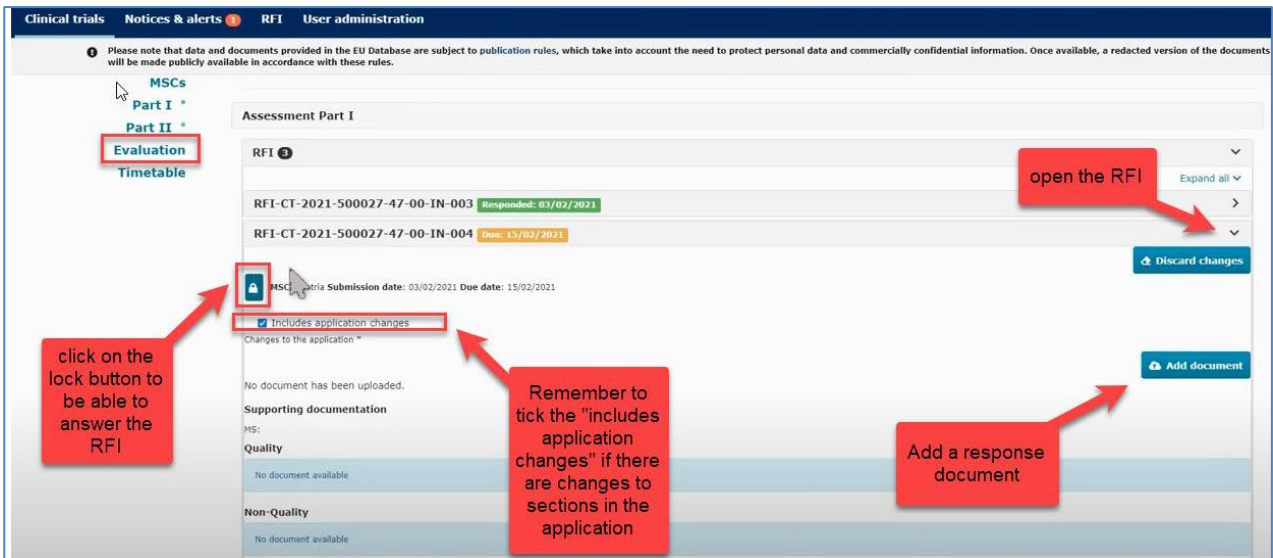 Clinical trials Notices & alerts 1 RFI User administration
Please note that data and documents provided in the EU Database are subject to publication rules, which take into account the need to protect personal data and commercially confidential information. Once available, a redacted version of the documents
will be made publicly available in accordance with these rules.
MSCs
Part I
Part II
Evaluation
Timetable
Assessment Part I
RFI 3
open the RFI
Expand all
RFI-CT-2021-500027-47-00-IN-003 Responded: 03/02/2021
RFI-CT-2021-500027-47-00-IN-004 Due: 15/02/2021
Discard changes
MSC Submission date: 03/02/2021 Due date: 15/02/2021
Includes application changes
Changes to the application *
click on the
lock button to
be able to
answer the
RFI
Add document
No document has been uploaded.
Supporting documentation
MS:
Quality
No document available
Non-Quality
No document available
Remember to
tick the "includes
application
changes" if there
are changes to
sections in the
application
Add a response
document